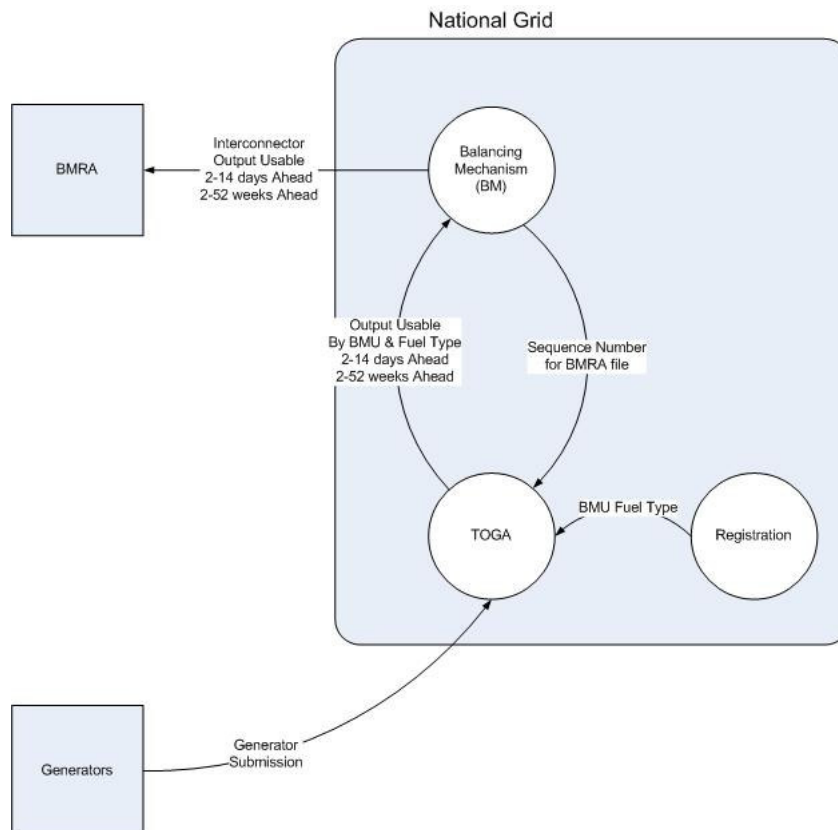 National Grid
BMRA
Interconnector
Output Usable
2-14 days Ahead
2-52 weeks Ahead
Balancing
Mechanism
(BM)
Output Usable
By BMU & Fuel Type
2-14 days Ahead
2-52 weeks Ahead
Sequence Number
for BMRA file
TOGA
BMU Fuel Type
Registration
Generators
Generator
Submission